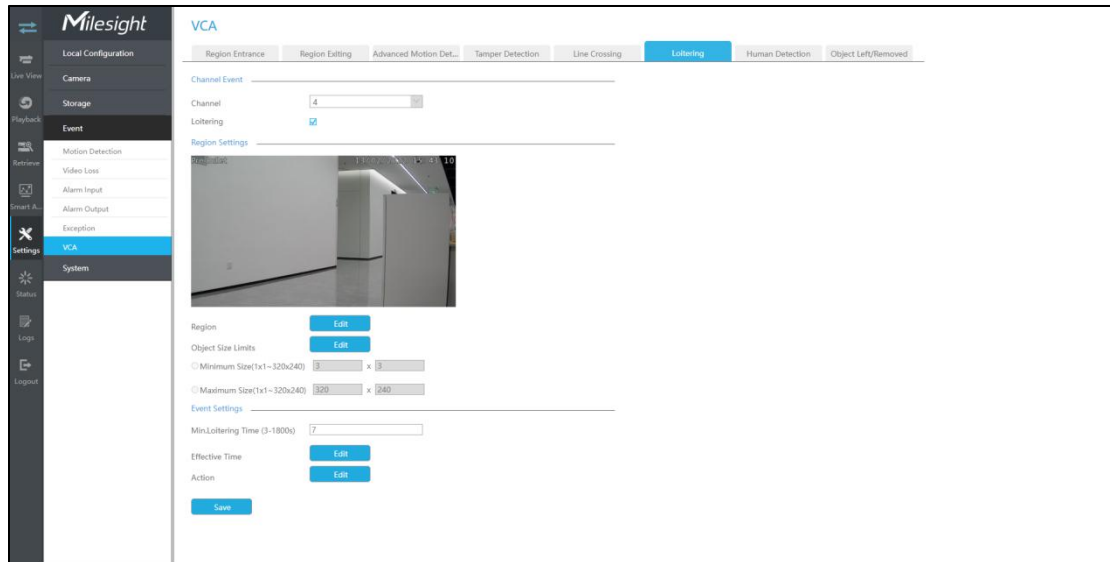 Milesight
VCA
Local Configuration
Camera
Storage
Event
Motion Detection
Video Loss
Alarm Input
Alarm Output
Exception
VCA
System
Live View
Playback
Retrieve
Smart A...
Settings
Status
Logs
Logout
Region Entrance Region Exiting Advanced Motion Det... Tamper Detection Line Crossing Loitering Human Detection Object Left/Removed
Channel Event
Channel 4
Loitering
Region Settings
Region Edit
Object Size Limits Edit
Minimum Size(1x1~320x240) 3 x 3
Maximum Size(1x1~320x240) 320 x 240
Event Settings
Min.Loitering Time (3-1800s) 7
Effective Time Edit
Action Edit
Save